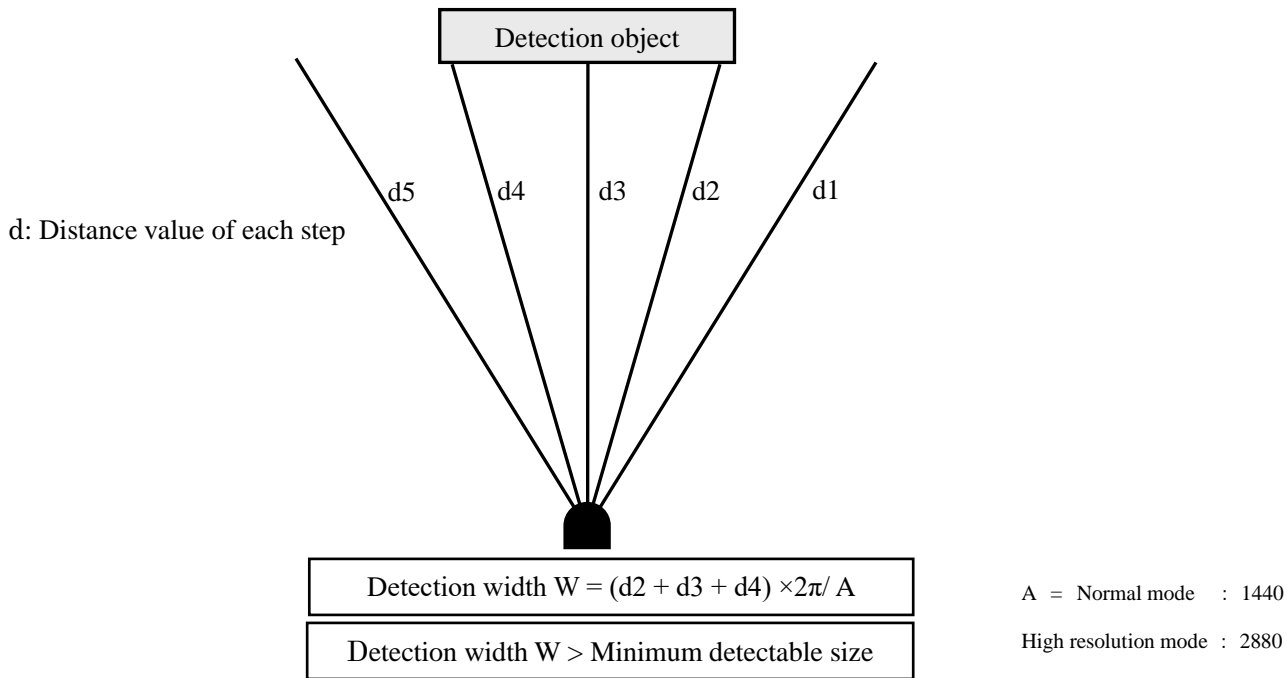 Detection object
d5
d4
d3
d2
d1
d: Distance value of each step
Detection width W = (d2 + d3 + d4) ×2π/ A
Detection width W > Minimum detectable size
A = Normal mode : 1440
High resolution mode : 2880